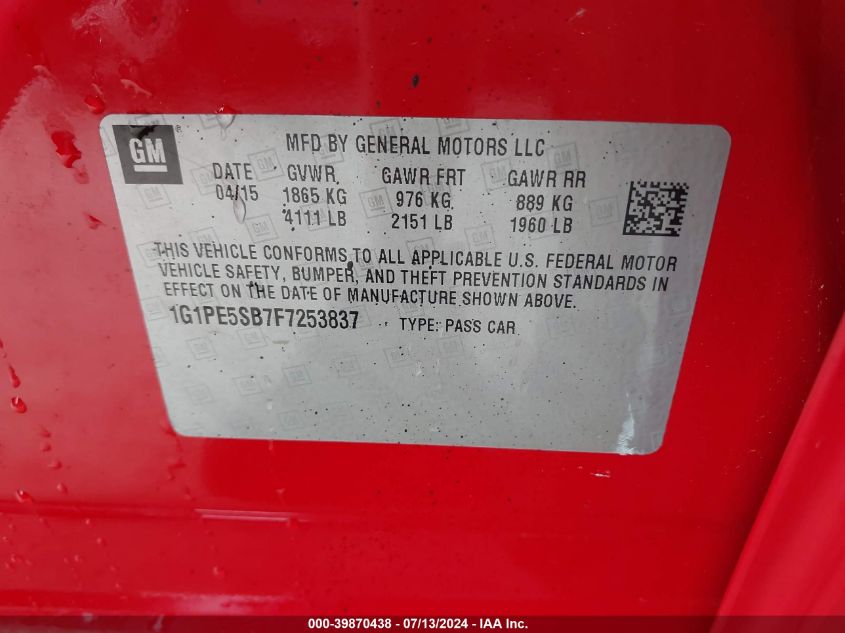 GM
MFD BY GENERAL MOTORS LLC
DATE GVWR GAWR FRT GAWR RR
04/15 1865 KG 976 KG 889 KG
4111 LB 2151 LB 1960 LB
THIS VEHICLE CONFORMS TO ALL APPLICABLE U.S. FEDERAL MOTOR
VEHICLE SAFETY, BUMPER, AND THEFT PREVENTION STANDARDS IN
EFFECT ON THE DATE OF MANUFACTURE SHOWN ABOVE.
1G1PE5SB7F7253837 TYPE: PASS CAR
000-39870438 - 07/13/2024 - IAA Inc.